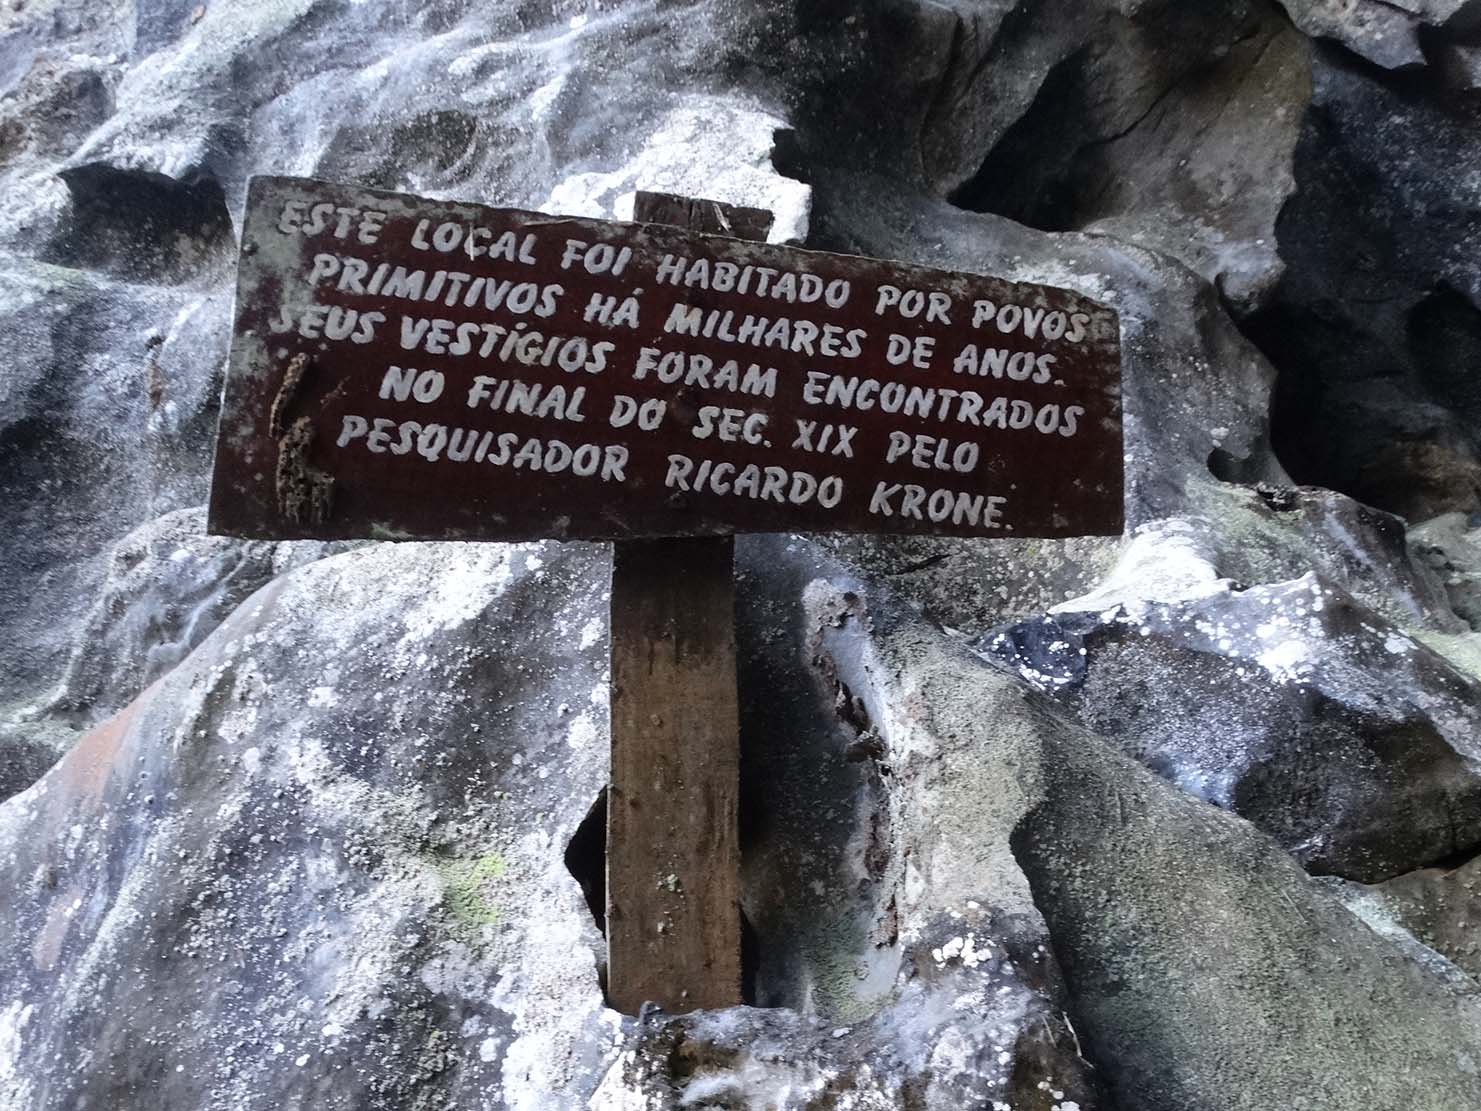 ESTE LOCAL FOI HABITADO POR POVOS
PRIMITIVOS HÁ MILHARES DE ANOS.
SEUS VESTÍGIOS FORAM ENCONTRADOS
NO FINAL DO SEC. XIX PELO
PESQUISADOR RICARDO KRONE.